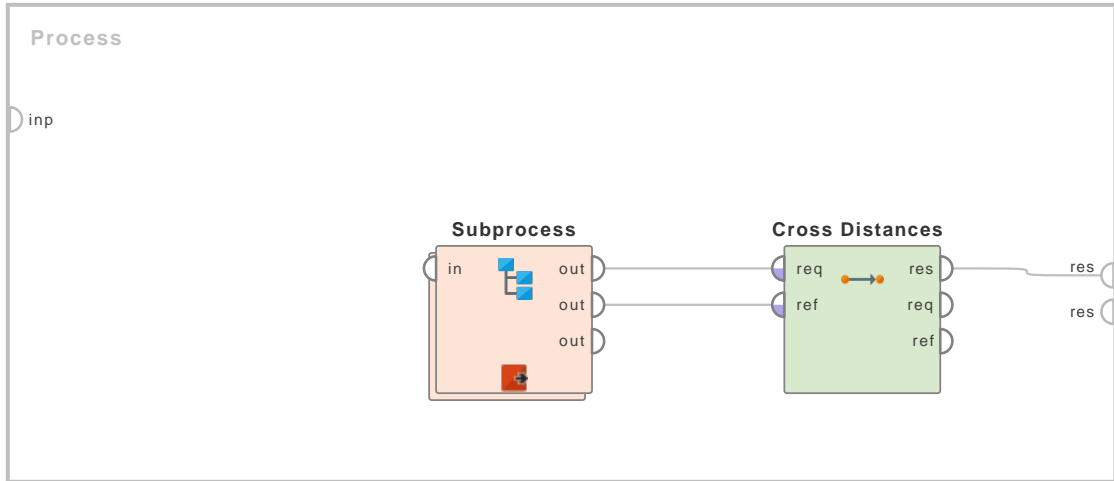 Process
inp
Subprocess
Cross Distances
in
out
req
res
res
out
ref
req
res
out
ref